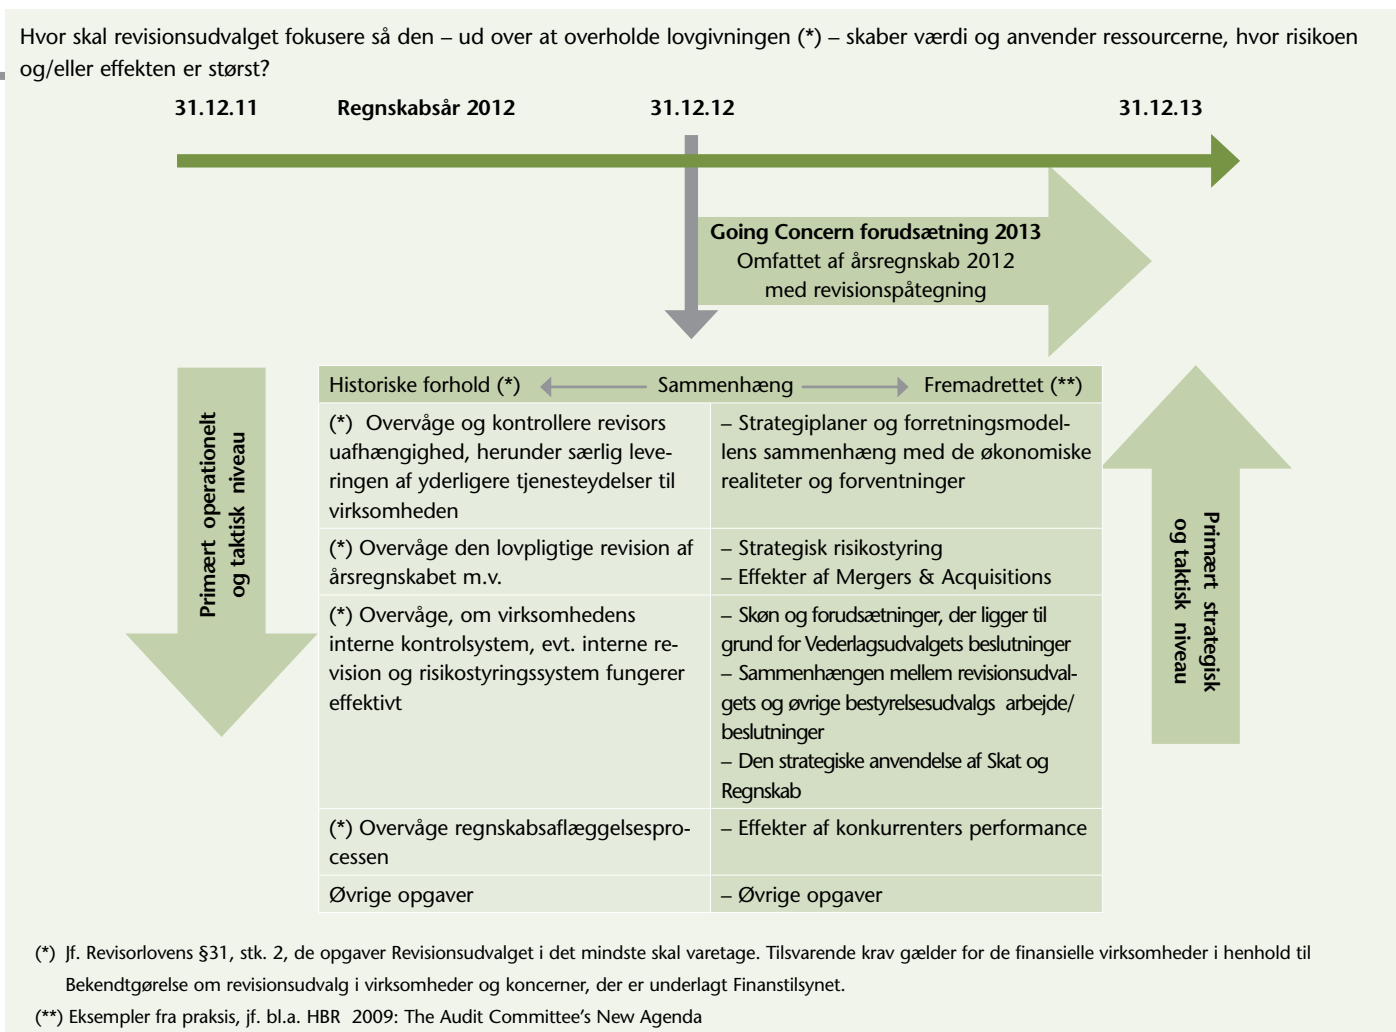 Hvor skal revisionsudvalget fokusere så den – ud over at overholde lovgivningen (*) – skaber værdi og anvender ressourcerne, hvor risikoen
og/eller effekten er størst?
31.12.11 Regnskabsår 2012 31.12.12 31.12.13
Going Concern forudsætning 2013
Omfattet af årsregnskab 2012
med revisionspåtegning
Primært operationelt
og taktisk niveau
Historiske forhold (*) Sammenhæng Fremadrettet (**)
(*) Overvåge og kontrollere revisors
uafhængighed, herunder særlig leve-
ringen af yderligere tjenesteydelser til
virksomheden
– Strategiplaner og forretningsmodel-
lens sammenhæng med de økonomiske
realiteter og forventninger
(*) Overvåge den lovpligtige revision af
årsregnskabet m.v.
– Strategisk risikostyring
– Effekter af Mergers & Acquisitions
(*) Overvåge, om virksomhedens
interne kontrolsystem, evt. interne re-
vision og risikostyringssystem fungerer
effektivt
– Skøn og forudsætninger, der ligger til
grund for Vederlagsudvalgets beslutninger
– Sammenhængen mellem revisionsudval-
gets og øvrige bestyrelsesudvalgs arbejde/
beslutninger
– Den strategiske anvendelse af Skat og
Regnskab
(*) Overvåge regnskabsaflæggelsespro-
cessen
– Effekter af konkurrenters performance
Øvrige opgaver
– Øvrige opgaver
Primært strategisk
og taktisk niveau
(*) Jf. Revisorlovens §31, stk. 2, de opgaver Revisionsudvalget i det mindste skal varetage. Tilsvarende krav gælder for de finansielle virksomheder i henhold til
Bekendtgørelse om revisionsudvalg i virksomheder og koncerner, der er underlagt Finanstilsynet.
(**) Eksempler fra praksis, jf. bl.a. HBR 2009: The Audit Committee's New Agenda